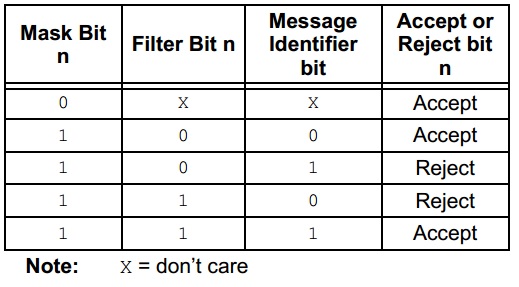 Mask Bit n Filter Bit n Message Identifier bit Accept or Reject bit n
0 X X Accept
1 0 0 Accept
1 0 1 Reject
1 1 0 Reject
1 1 1 Accept
Note: X = don't care